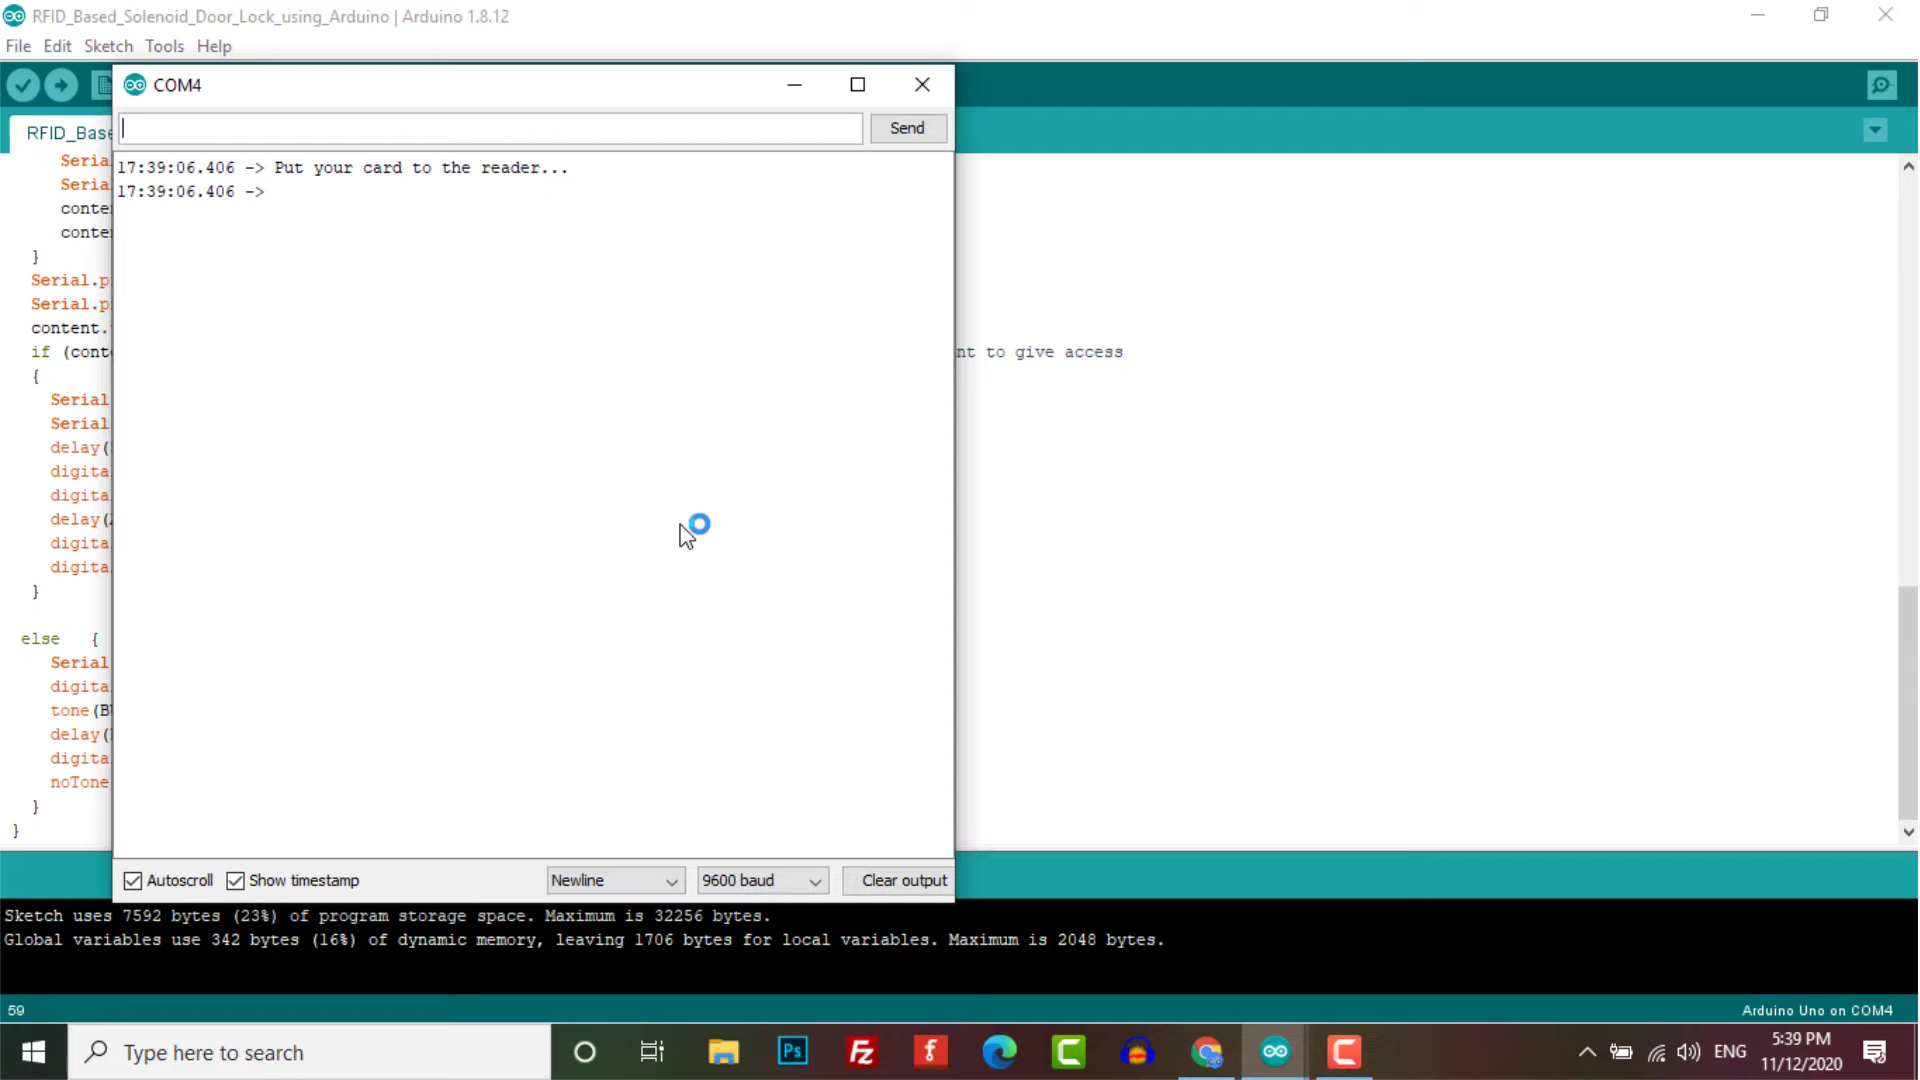 RFID_Based_Solenoid_Door_Lock_using_Arduino | Arduino 1.8.12
File Edit Sketch Tools Help
COM4
Send
RFID_Base
17:39:06.406 -> Put your card to the reader...
17:39:06.406 ->
Seria
Seria
conte
conte
}
Serial.p
Serial.p
content.
if (cont
nt to give access
{
Serial
Serial
delay(
digita
digita
delay(
digita
digita
}
else {
Serial
digita
tone(B
delay(
digita
noTone
}
}
Autoscroll Show timestamp Newline 9600 baud Clear output
Sketch uses 7592 bytes (23%) of program storage space. Maximum is 32256 bytes.
Global variables use 342 bytes (16%) of dynamic memory, leaving 1706 bytes for local variables. Maximum is 2048 bytes.
59
Arduino Uno on COM4
Type here to search
Ps
Fz
f
C
C
ENG
5:39 PM
11/12/2020